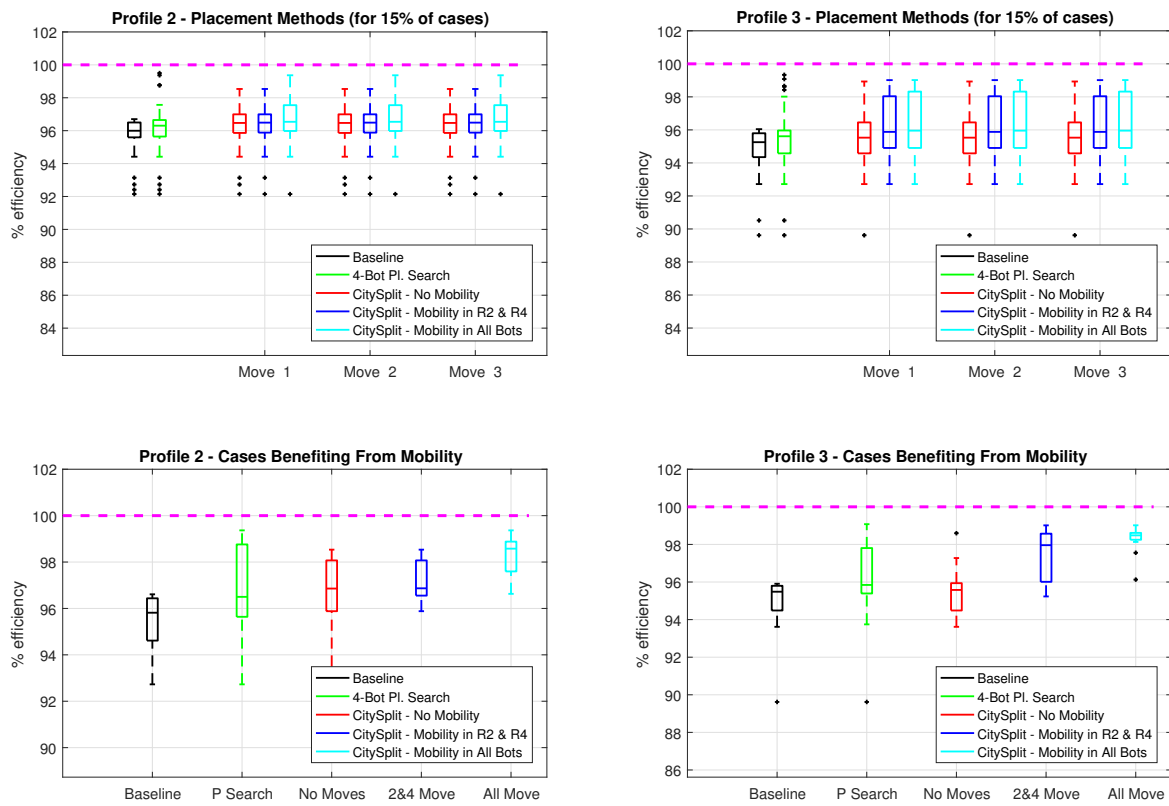 Profile 2 - Placement Methods (for 15% of cases)
102
100
98
96
94
92
90
88
86
84
% efficiency
Baseline
4-Bot Pl. Search
CitySplit - No Mobility
CitySplit - Mobility in R2 & R4
CitySplit - Mobility in All Bots
Move 1
Move 2
Move 3
Profile 3 - Placement Methods (for 15% of cases)
102
100
98
96
94
92
90
88
86
84
% efficiency
Baseline
4-Bot Pl. Search
CitySplit - No Mobility
CitySplit - Mobility in R2 & R4
CitySplit - Mobility in All Bots
Move 1
Move 2
Move 3
Profile 2 - Cases Benefiting From Mobility
102
100
98
96
94
92
90
% efficiency
Baseline
4-Bot Pl. Search
CitySplit - No Mobility
CitySplit - Mobility in R2 & R4
CitySplit - Mobility in All Bots
Baseline
P Search
No Moves
2&4 Move
All Move
Profile 3 - Cases Benefiting From Mobility
102
100
98
96
94
92
90
88
86
% efficiency
Baseline
4-Bot Pl. Search
CitySplit - No Mobility
CitySplit - Mobility in R2 & R4
CitySplit - Mobility in All Bots
Baseline
P Search
No Moves
2&4 Move
All Move